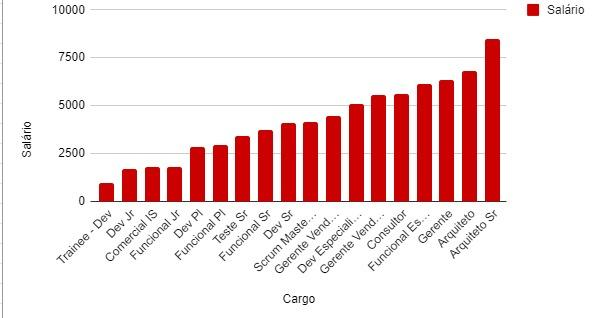 10000
7500
5000
2500
0
Salário
Salário
Trainee - Dev
Dev Jr
Comercial IS
Funcional Jr
Dev Pl
Funcional Pl
Teste Sr
Funcional Sr
Dev Sr
Scrum Maste…
Gerente Vend…
Dev Especiali…
Gerente Vend…
Consultor
Funcional Es…
Gerente
Arquiteto
Arquiteto Sr
Cargo